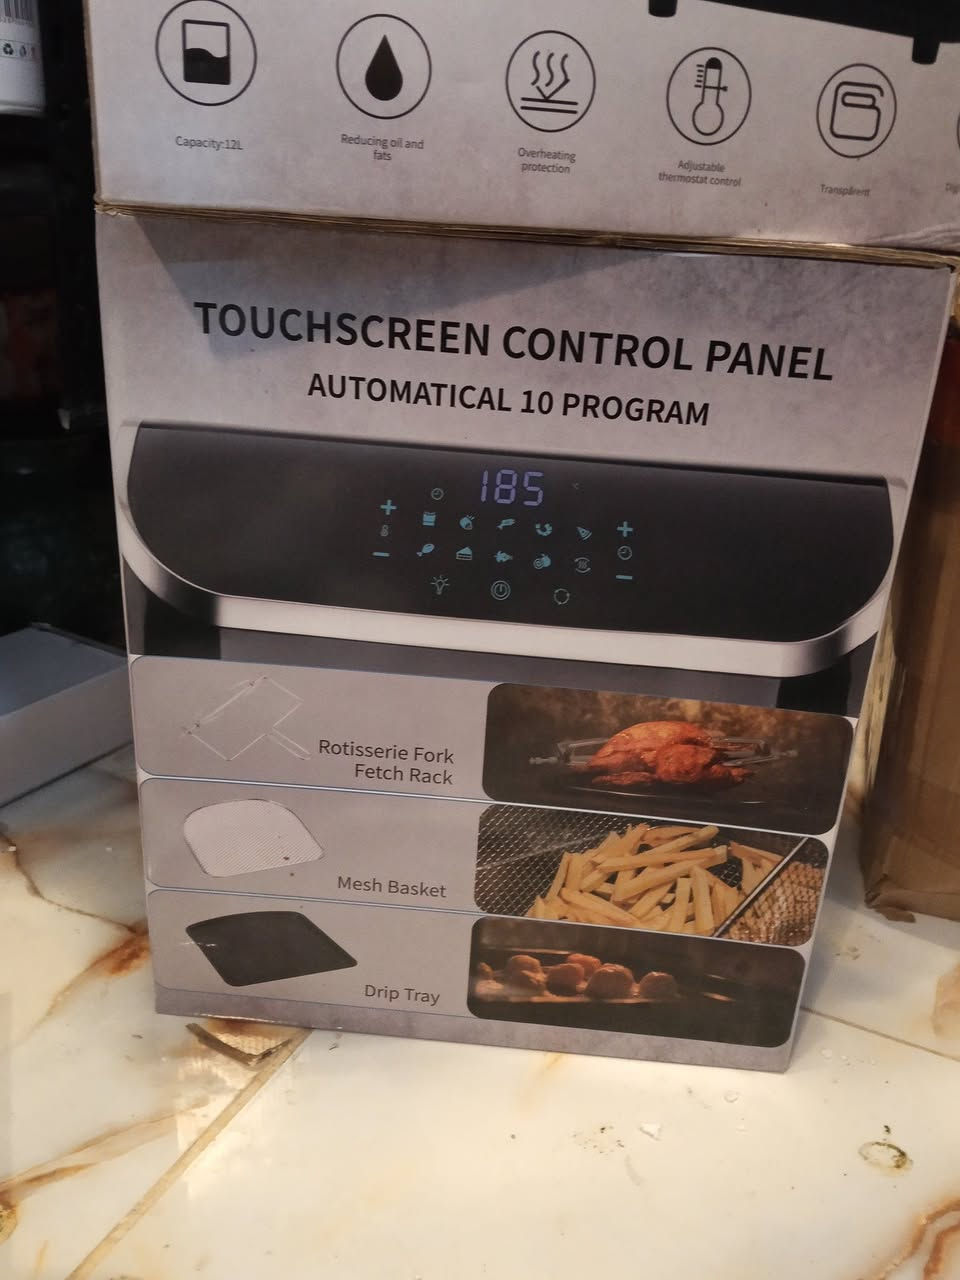 Capacity:12L
Reducing oil and
fats
Overheating
protection
Adjustable
thermostat control
Transparent
TOUCHSCREEN CONTROL PANEL
AUTOMATICAL 10 PROGRAM
185
°C
Rotisserie Fork
Fetch Rack
Mesh Basket
Drip Tray